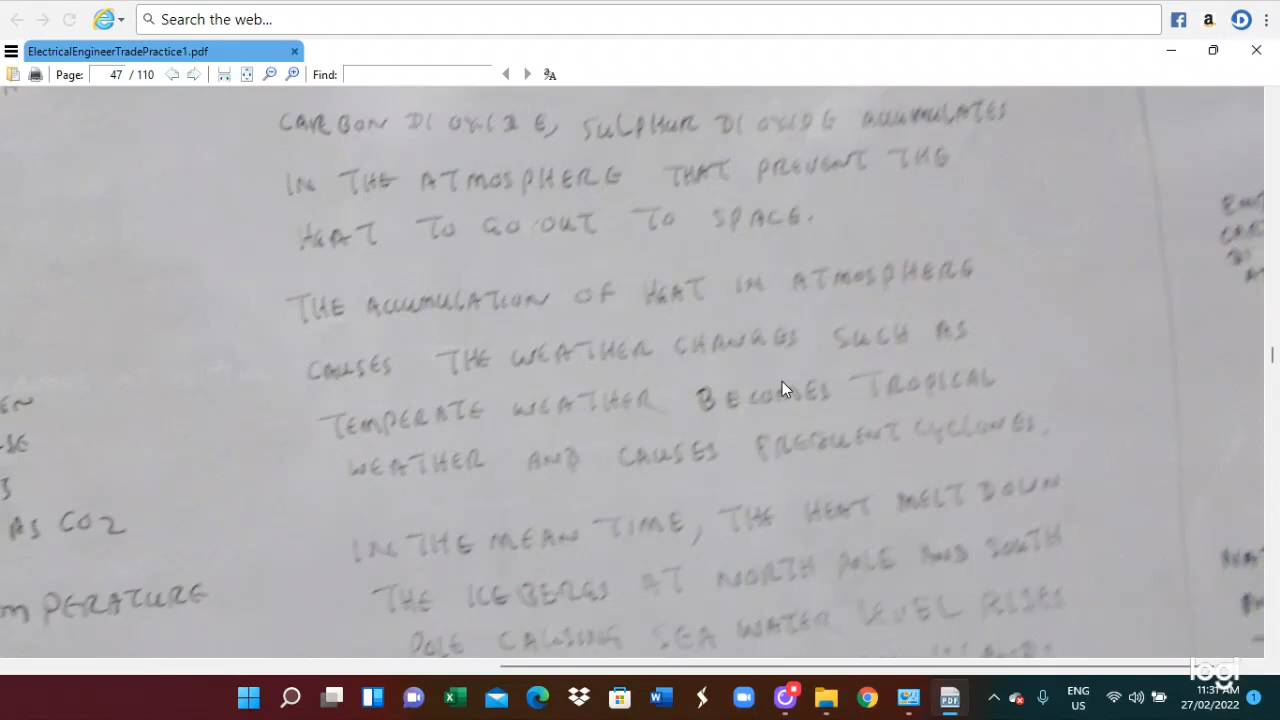 Search the web...
ElectricalEngineerTradePractice1.pdf
Page: 47 / 110 Find:
CARBON DIOXIDE, SULPHUR DIOXIDE ACCUMULATES
IN THE ATMOSPHERE THAT PREVENT THE
HEAT TO GO OUT TO SPACE.
THE ACCUMULATION OF HEAT IN ATMOSPHERE
CAUSES THE WEATHER CHANGES SUCH AS
TEMPERATE WEATHER BECOMES TROPICAL
WEATHER AND CAUSES FREQUENT CYCLONES.
IN THE MEAN TIME, THE HEAT MELT DOWN
THE ICEBERGS AT NORTH POLE AND SOUTH
POLE CAUSING SEA WATER LEVEL RISES
EN
SE
AS CO2
MPERATURE
logi
ENG
US
11:31 AM
27/02/2022